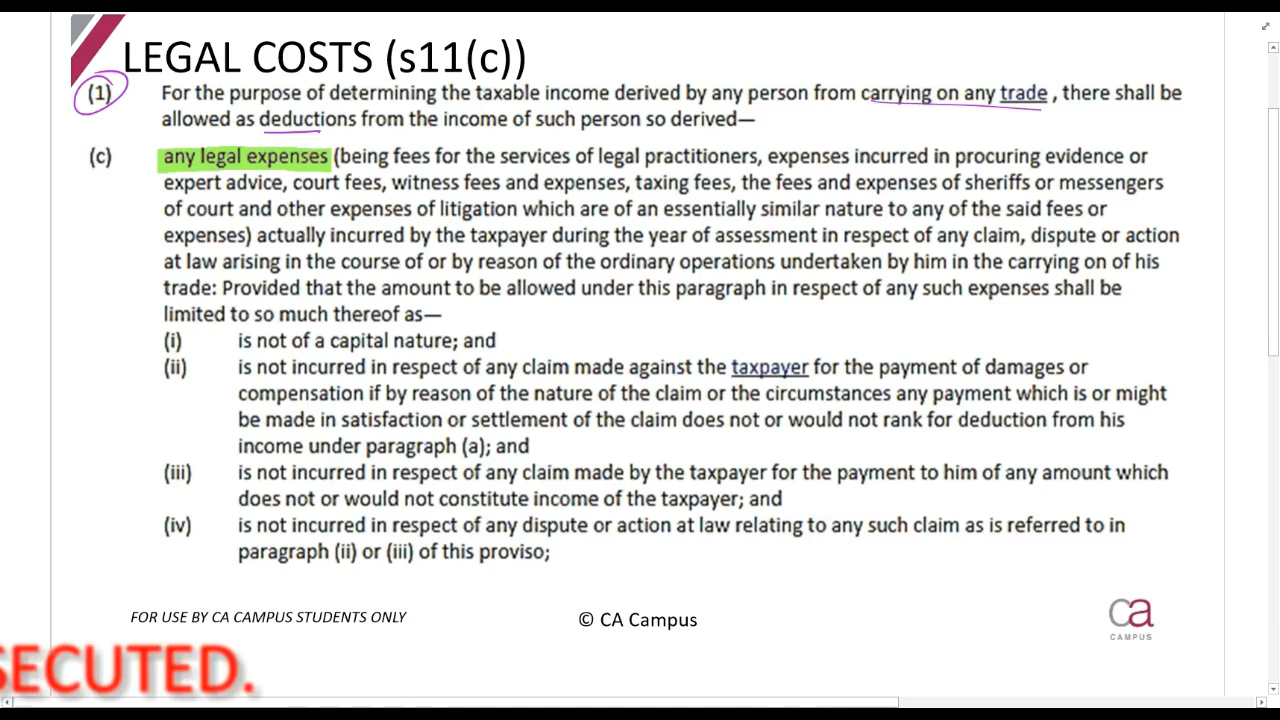 LEGAL COSTS (s11(c))
(1) For the purpose of determining the taxable income derived by any person from carrying on any trade , there shall be
allowed as deductions from the income of such person so derived—
(c) any legal expenses (being fees for the services of legal practitioners, expenses incurred in procuring evidence or
expert advice, court fees, witness fees and expenses, taxing fees, the fees and expenses of sheriffs or messengers
of court and other expenses of litigation which are of an essentially similar nature to any of the said fees or
expenses) actually incurred by the taxpayer during the year of assessment in respect of any claim, dispute or action
at law arising in the course of or by reason of the ordinary operations undertaken by him in the carrying on of his
trade: Provided that the amount to be allowed under this paragraph in respect of any such expenses shall be
limited to so much thereof as—
(i) is not of a capital nature; and
(ii) is not incurred in respect of any claim made against the taxpayer for the payment of damages or
compensation if by reason of the nature of the claim or the circumstances any payment which is or might
be made in satisfaction or settlement of the claim does not or would not rank for deduction from his
income under paragraph (a); and
(iii) is not incurred in respect of any claim made by the taxpayer for the payment to him of any amount which
does not or would not constitute income of the taxpayer; and
(iv) is not incurred in respect of any dispute or action at law relating to any such claim as is referred to in
paragraph (ii) or (iii) of this proviso;
FOR USE BY CA CAMPUS STUDENTS ONLY
© CA Campus
ca
CAMPUS
SECUTED.